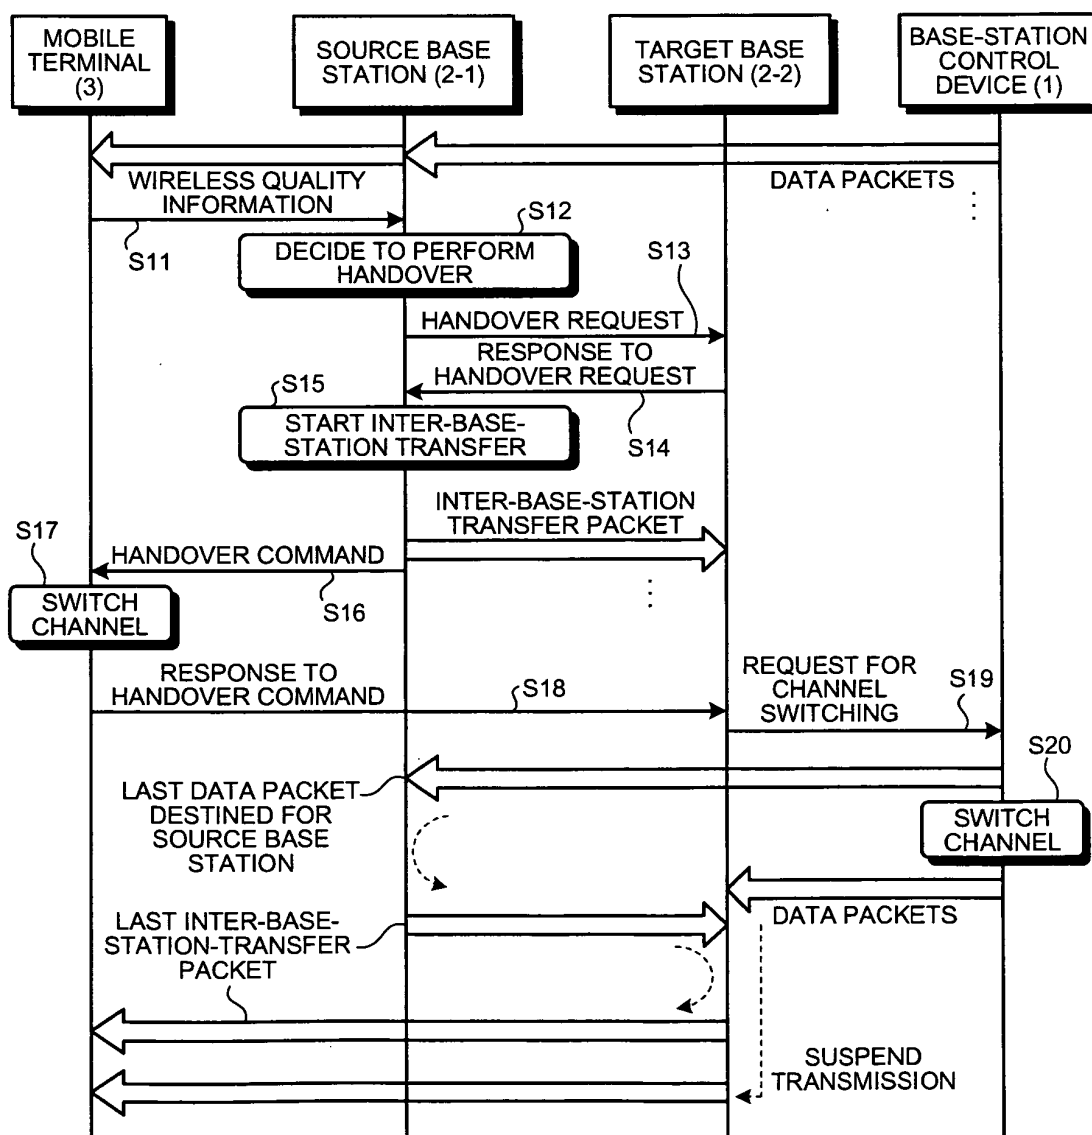 MOBILE
TERMINAL
(3)
SOURCE BASE
STATION (2-1)
TARGET BASE
STATION (2-2)
BASE-STATION
CONTROL
DEVICE (1)
DATA PACKETS
WIRELESS QUALITY
INFORMATION
S11
S12
DECIDE TO PERFORM
HANDOVER
S13
HANDOVER REQUEST
RESPONSE TO
HANDOVER REQUEST
S14
S15
START INTER-BASE-
STATION TRANSFER
INTER-BASE-STATION
TRANSFER PACKET
HANDOVER COMMAND
S16
S17
SWITCH
CHANNEL
RESPONSE TO
HANDOVER COMMAND
S18
REQUEST FOR
CHANNEL
SWITCHING
S19
S20
SWITCH
CHANNEL
LAST DATA PACKET
DESTINED FOR
SOURCE BASE
STATION
DATA PACKETS
LAST INTER-BASE-
STATION-TRANSFER
PACKET
SUSPEND
TRANSMISSION